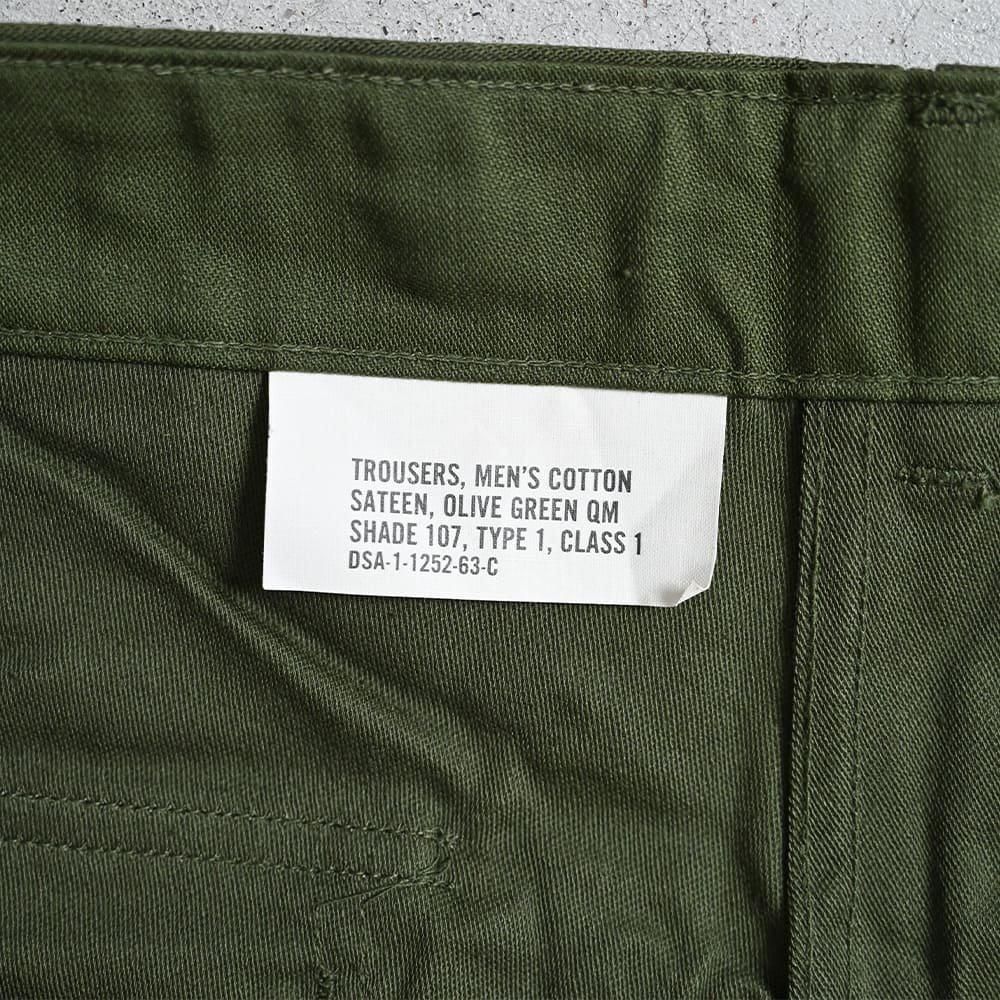 TROUSERS, MEN'S COTTON
SATEEN, OLIVE GREEN QM
SHADE 107, TYPE 1, CLASS 1
DSA-1-1252-63-C